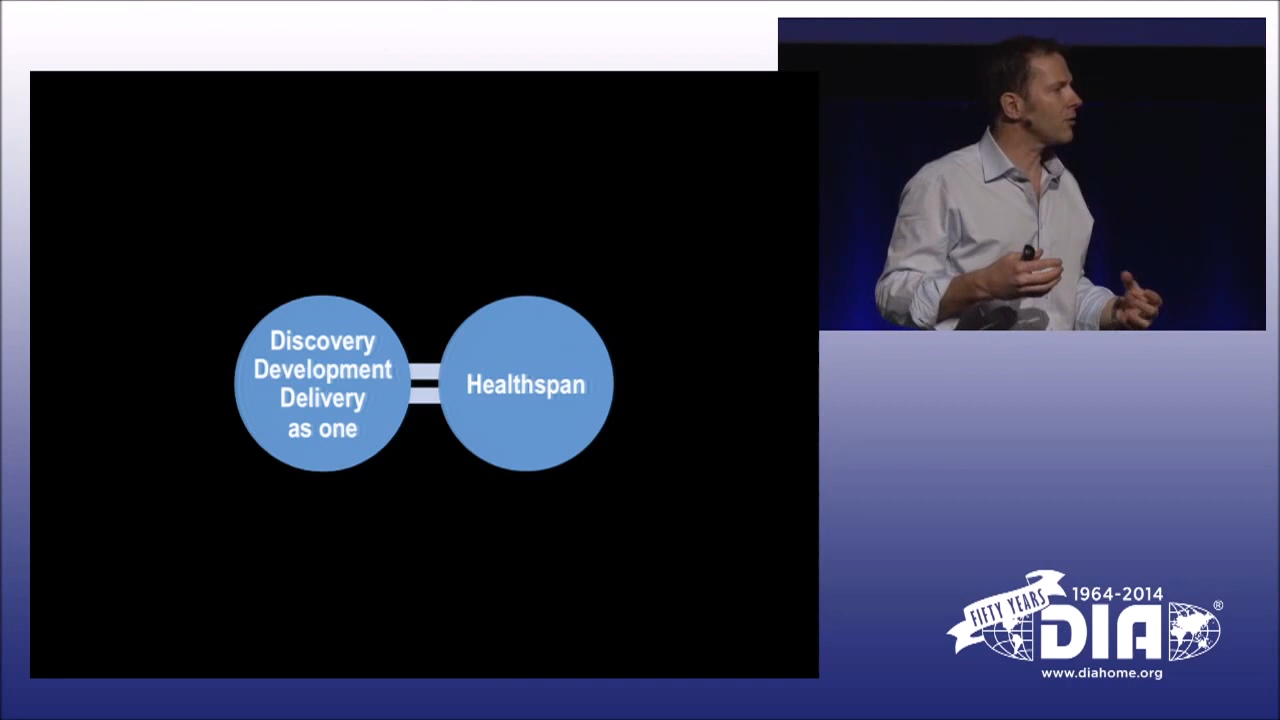 Discovery
Development
Delivery
as one
Healthspan
FIFTY YEARS
1964-2014
DIA®
www.diahome.org